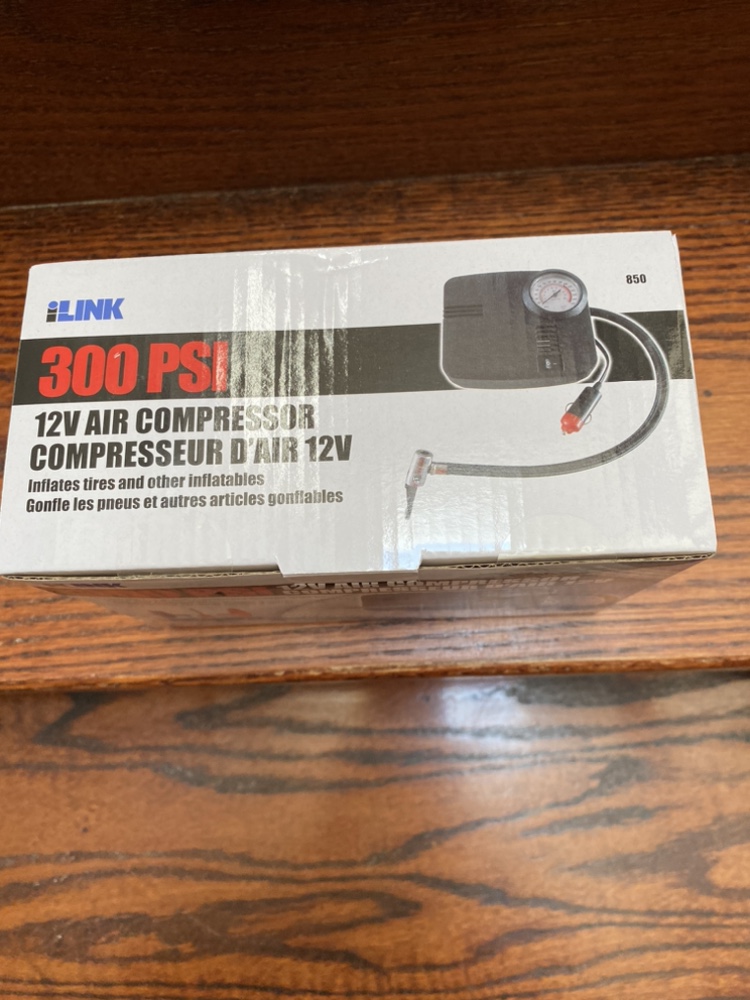 iLINK
850
300 PSI
12V AIR COMPRESSOR
COMPRESSEUR D'AIR 12V
Inflates tires and other inflatables
Gonfle les pneus et autres articles gonflables